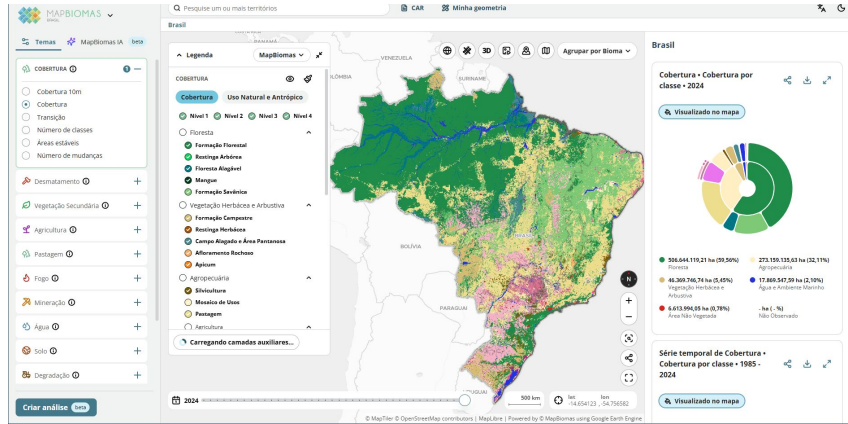 MAPBIOMAS
BRASIL
Pesquise um ou mais territórios
CAR
Minha geometria
Brasil
Temas
MapBiomas IA
beta
COBERTURA
Cobertura 10m
Cobertura
Transição
Número de classes
Áreas estáveis
Número de mudanças
Desmatamento
Vegetação Secundária
Agricultura
Pastagem
Fogo
Mineração
Água
Solo
Degradação
Criar análise
beta
Legenda
MapBiomas
COBERTURA
Cobertura
Uso Natural e Antrópico
Nível 1
Nível 2
Nível 3
Nível 4
Floresta
Formação Florestal
Restinga Arbórea
Floresta Alagável
Mangue
Formação Savânica
Vegetação Herbácea e Arbustiva
Formação Campestre
Restinga Herbácea
Campo Alagado e Área Pantanosa
Afloramento Rochoso
Apicum
Agropecuária
Silvicultura
Mosaico de Usos
Pastagem
Agricultura
Carregando camadas auxiliares...
PANAMÁ
VENEZUELA
SURINAME
BOLÍVIA
PARAGUAI
3D
Agrupar por Bioma
N
2024
500 km
lat
-14.654123
lon
-54.756582
© MapTiler © OpenStreetMap contributors | MapLibre | Powered by © MapBiomas using Google Earth Engine
Brasil
Cobertura • Cobertura por
classe • 2024
Visualizado no mapa
506.644.119,21 ha (59,56%)
Floresta
273.159.135,63 ha (32,11%)
Agropecuária
46.369.746,74 ha (5,45%)
Vegetação Herbácea e
Arbustiva
17.869.547,59 ha (2,10%)
Água e Ambiente Marinho
6.613.994,05 ha (0,78%)
Área Não Vegetada
- ha ( - %)
Não Observado
Série temporal de Cobertura •
Cobertura por classe • 1985 -
2024
Visualizado no mapa